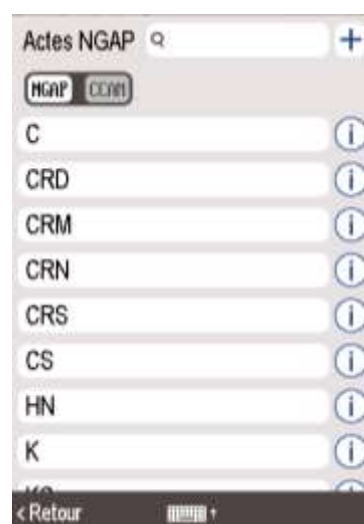 Actes NGAP
NGAP CCAM
C
CRD
CRM
CRN
CRS
CS
HN
K
< Retour